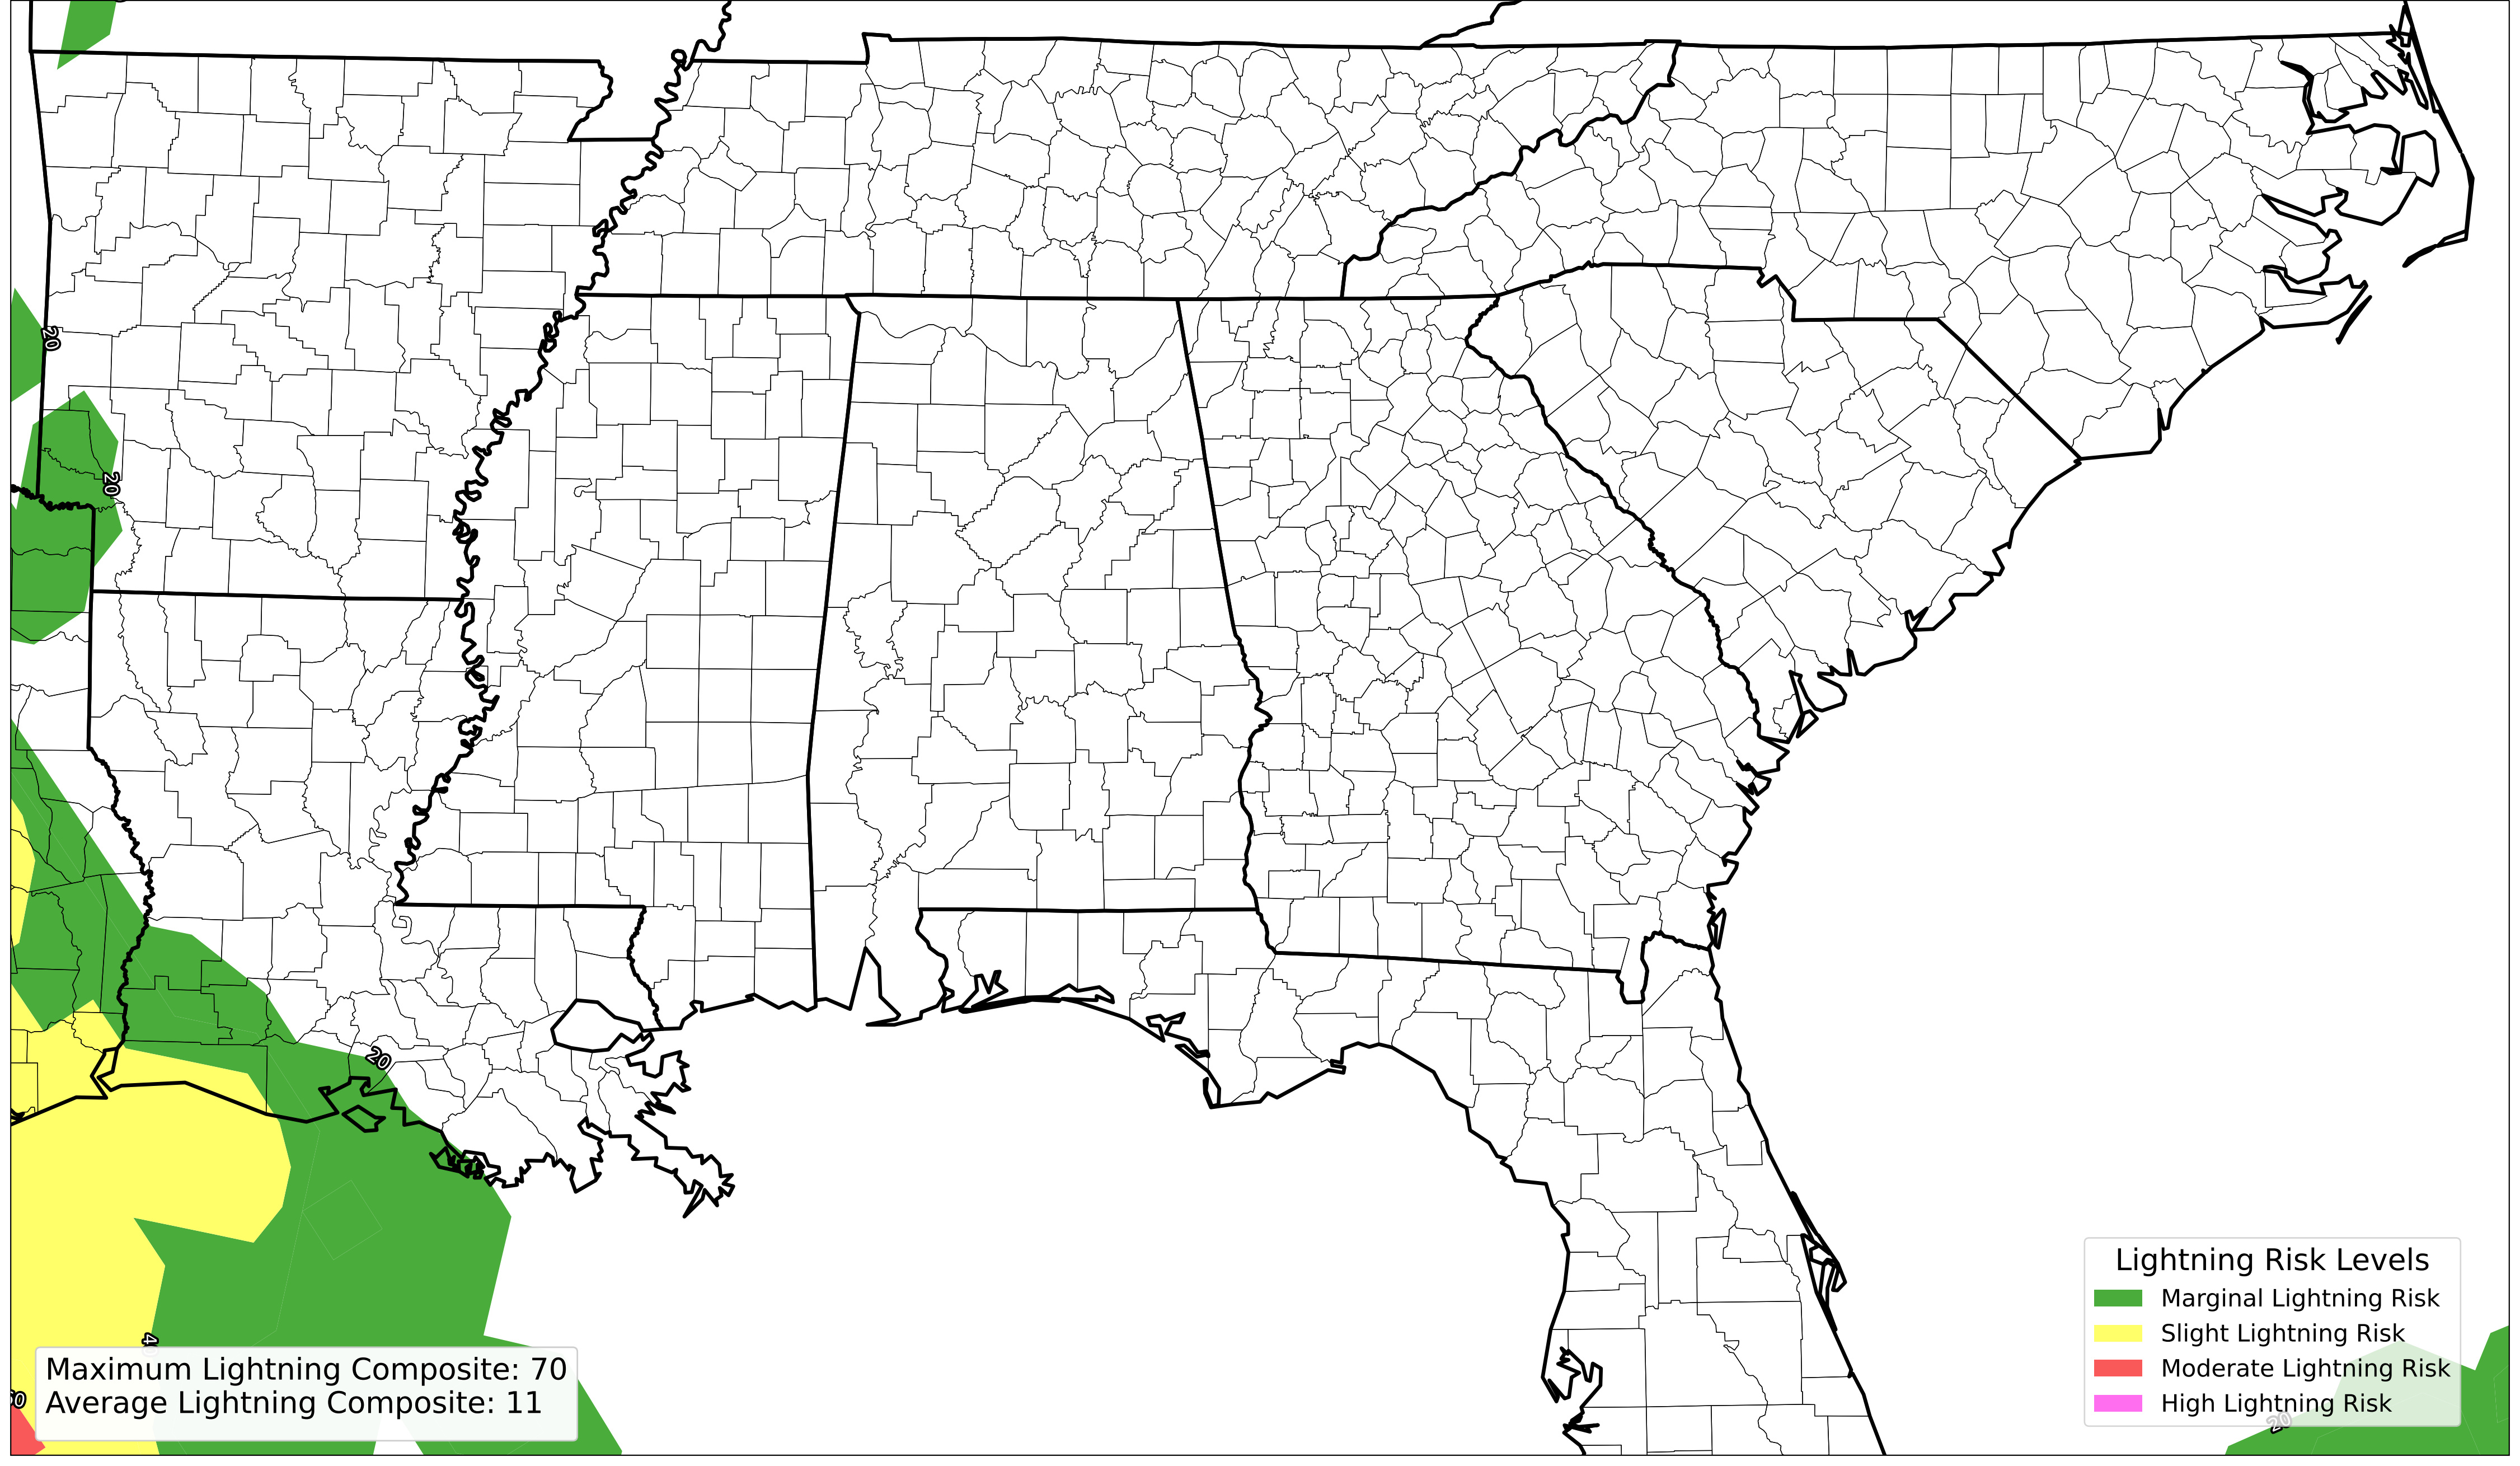 20
20
20
Lightning Risk Levels
Marginal Lightning Risk
Slight Lightning Risk
Moderate Lightning Risk
High Lightning Risk
Maximum Lightning Composite: 70
Average Lightning Composite: 11
20